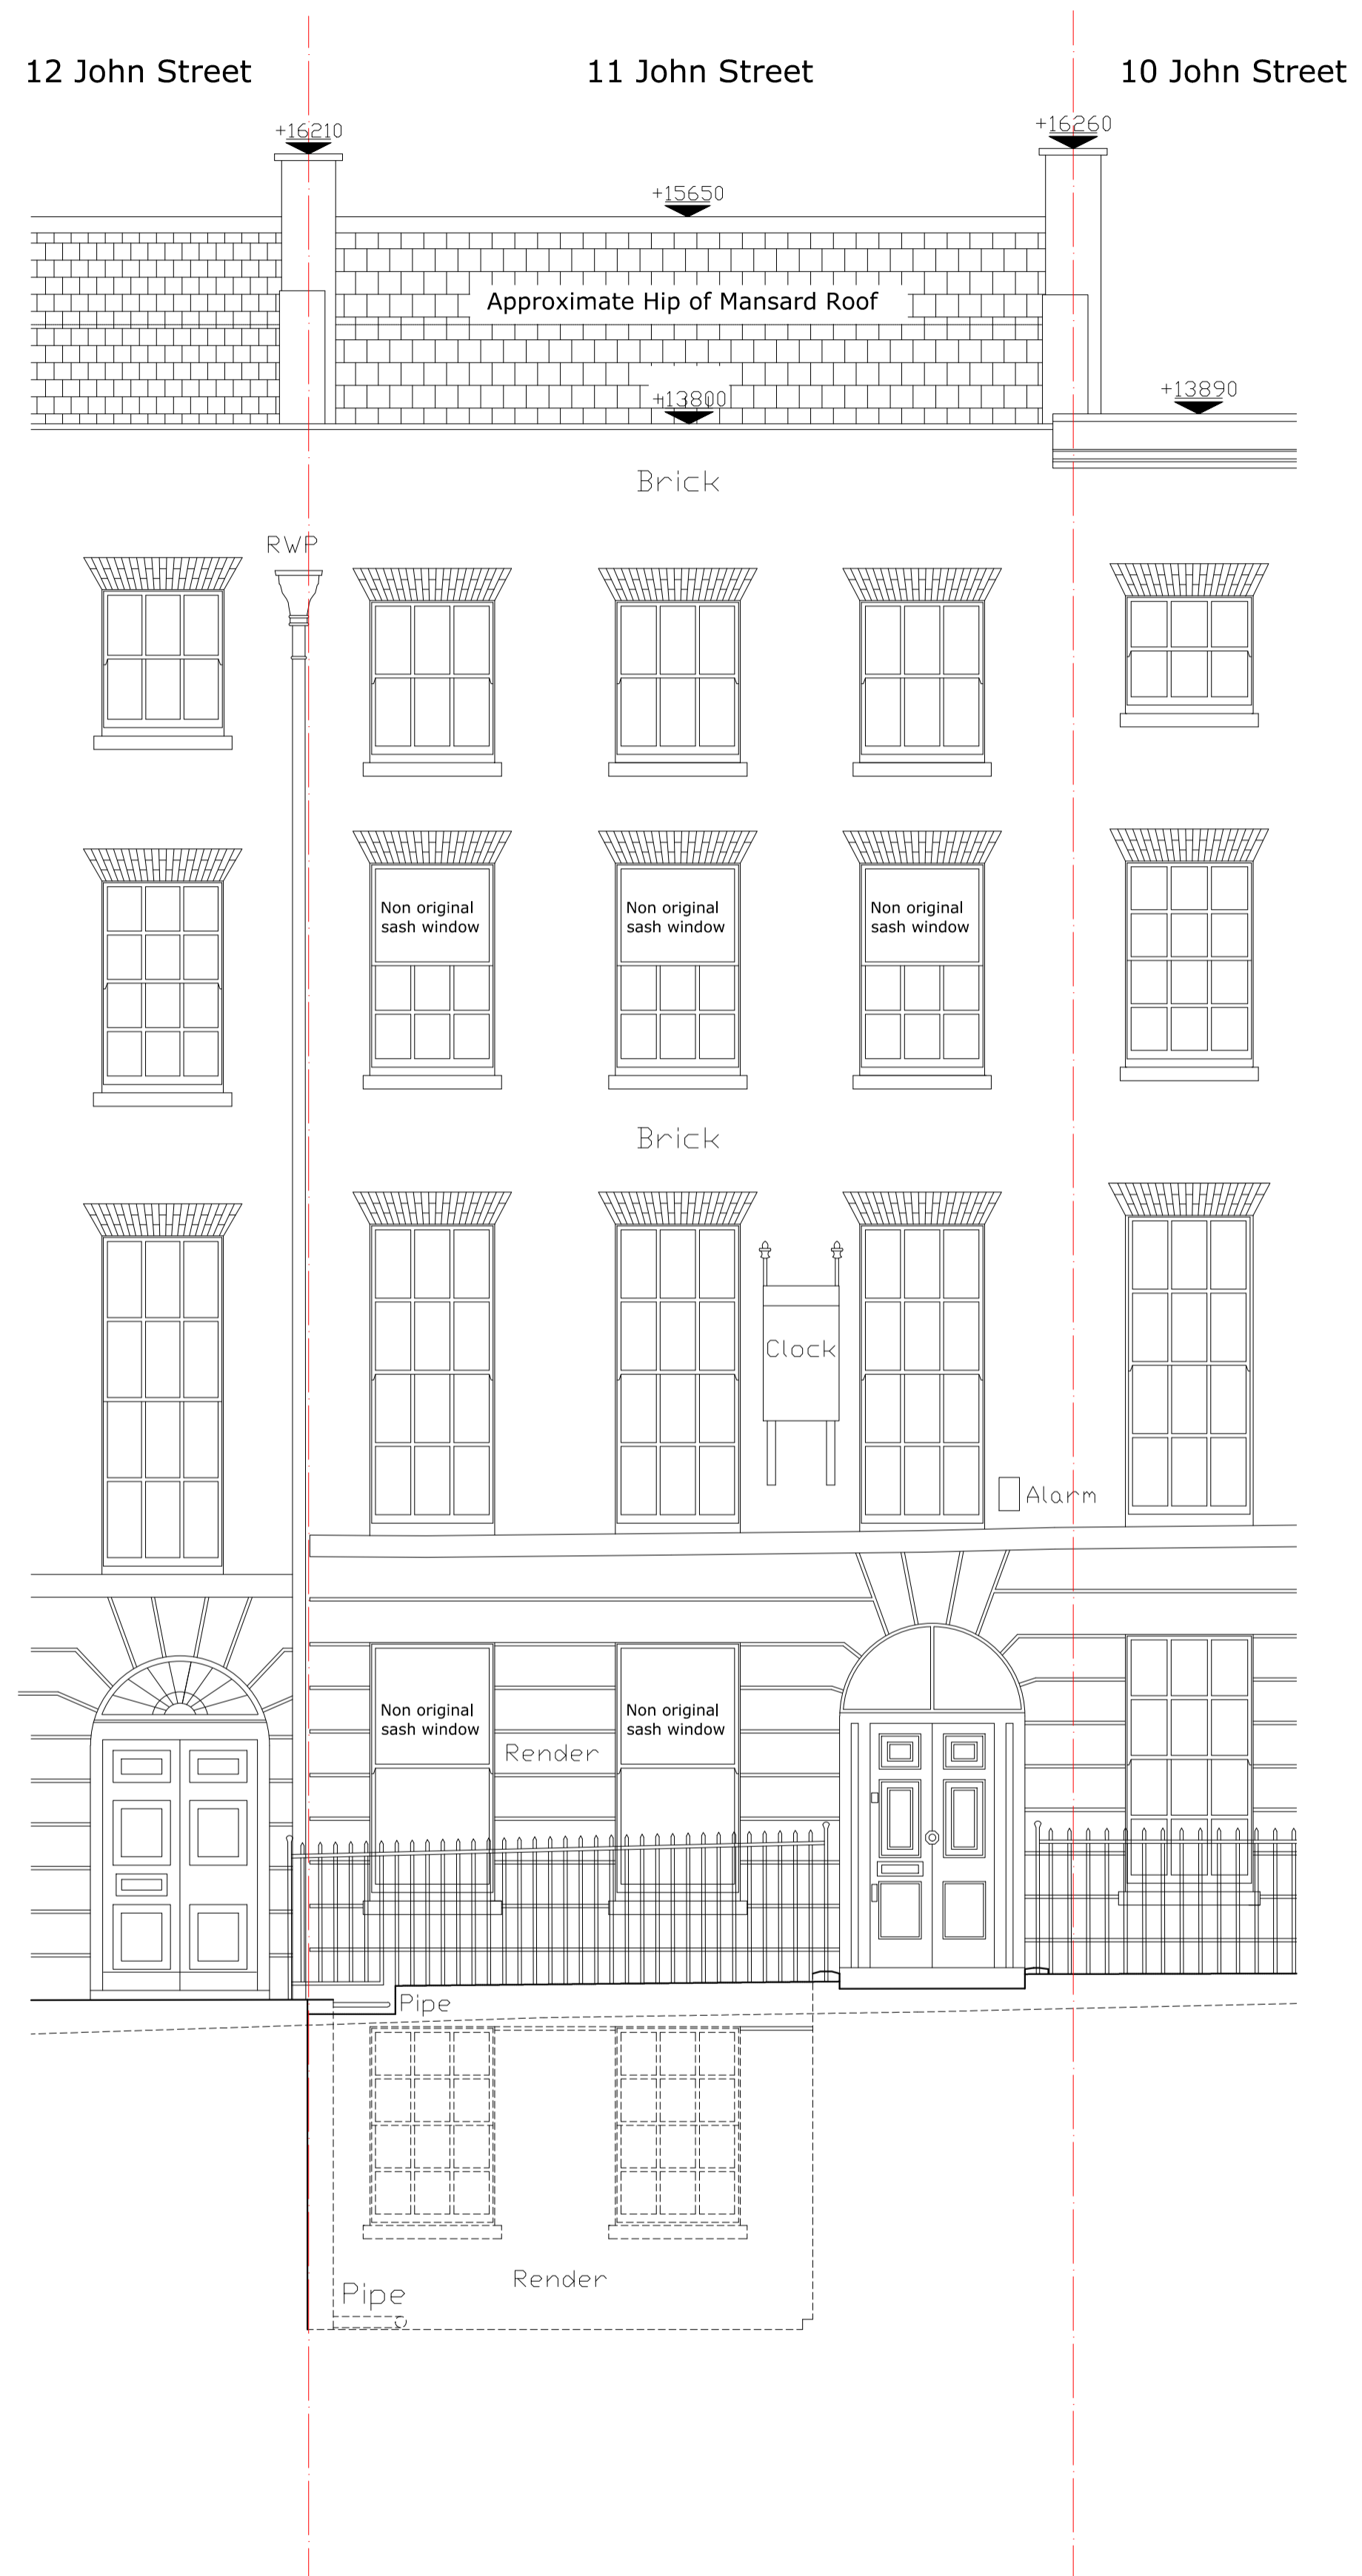 12 John Street
11 John Street
10 John Street
+16210
+16260
+15650
Approximate Hip of Mansard Roof
+13800
+13890
Brick
RWP
Non original
sash window
Non original
sash window
Non original
sash window
Brick
Clock
Alarm
Non original
sash window
Non original
sash window
Render
Pipe
Render
Pipe